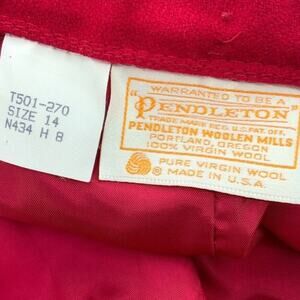 T501-270
SIZE 14
N434 H 8
WARRANTED TO BE A
"PENDLETON"
TRADE MARK REG. U.S. PAT. OFF.
PENDLETON WOOLEN MILLS
PORTLAND, OREGON
100% VIRGIN WOOL
PURE VIRGIN WOOL
MADE IN U.S.A.